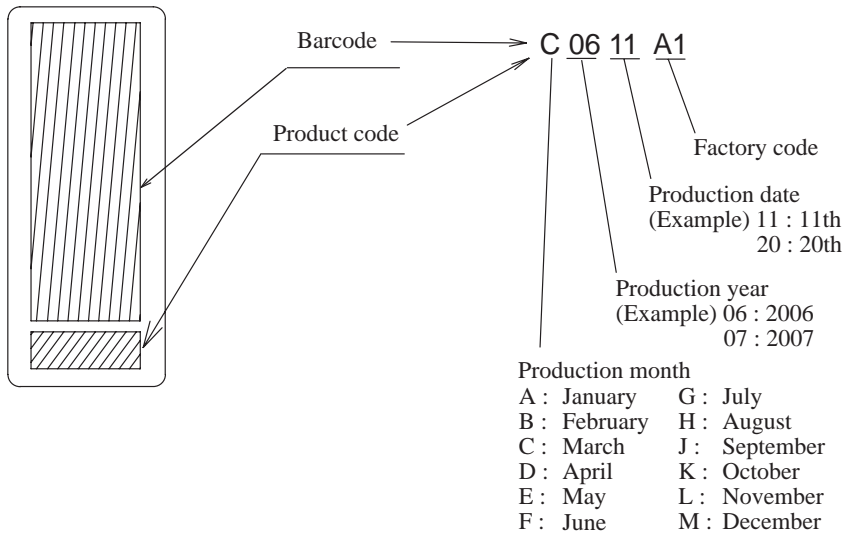 Barcode
C 06 11 A1
Product code
Factory code
Production date
(Example) 11 : 11th
20 : 20th
Production year
(Example) 06 : 2006
07 : 2007
Production month
A : January G : July
B : February H : August
C : March J : September
D : April K : October
E : May L : November
F : June M : December